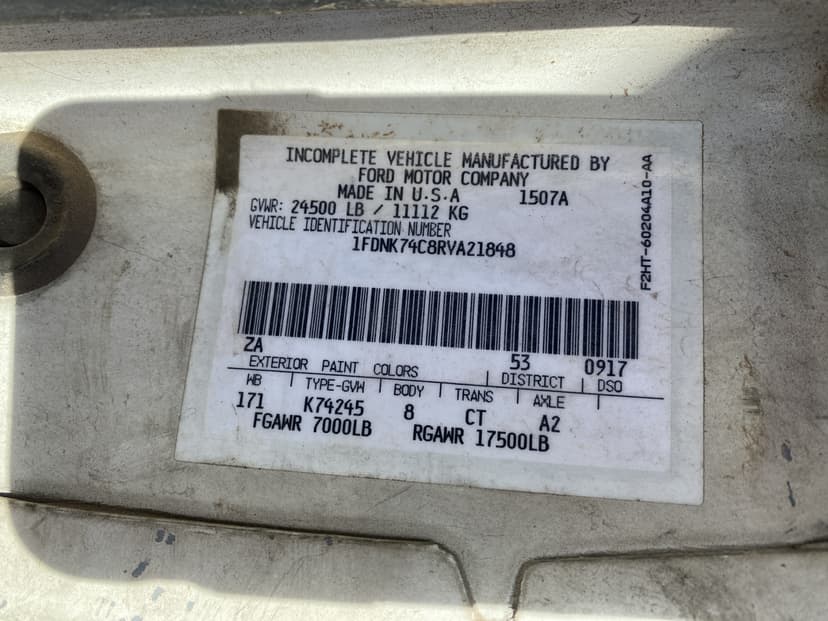 INCOMPLETE VEHICLE MANUFACTURED BY
FORD MOTOR COMPANY
MADE IN U.S.A 1507A
GVWR: 24500 LB / 11112 KG
VEHICLE IDENTIFICATION NUMBER
1FDNK74C8RVA21848
F2HT-60204A10-AA
ZA 53 0917
EXTERIOR PAINT COLORS DISTRICT DSO
WB TYPE-GVW BODY TRANS AXLE
171 K74245 8 CT A2
FGAWR 7000LB RGAWR 17500LB